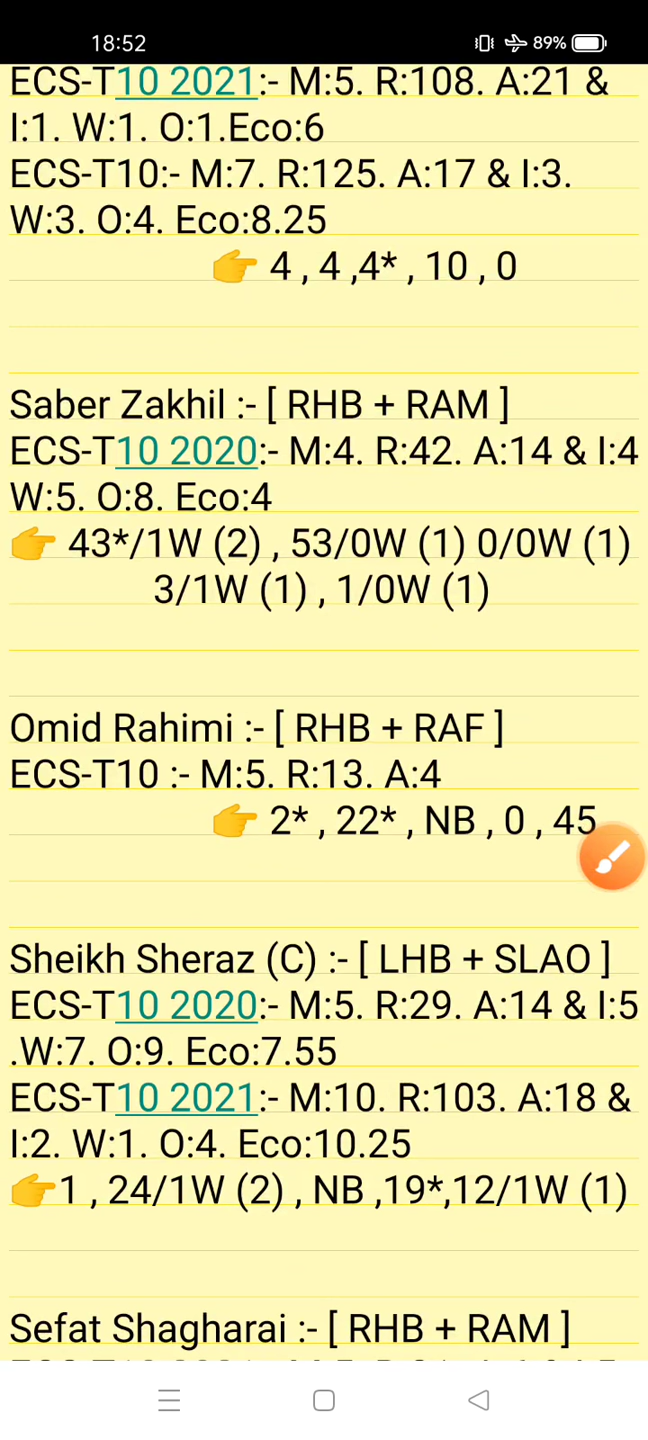 18:52 89%
ECS-T10 2021:- M:5. R:108. A:21 &
I:1. W:1. O:1.Eco:6
ECS-T10:- M:7. R:125. A:17 & I:3.
W:3. O:4. Eco:8.25
👉 4 , 4 ,4* , 10 , 0
Saber Zakhil :- [ RHB + RAM ]
ECS-T10 2020:- M:4. R:42. A:14 & I:4
W:5. O:8. Eco:4
👉 43*/1W (2) , 53/0W (1) 0/0W (1)
3/1W (1) , 1/0W (1)
Omid Rahimi :- [ RHB + RAF ]
ECS-T10 :- M:5. R:13. A:4
👉 2* , 22* , NB , 0 , 45
Sheikh Sheraz (C) :- [ LHB + SLAO ]
ECS-T10 2020:- M:5. R:29. A:14 & I:5
.W:7. O:9. Eco:7.55
ECS-T10 2021:- M:10. R:103. A:18 &
I:2. W:1. O:4. Eco:10.25
👉1 , 24/1W (2) , NB ,19*,12/1W (1)
Sefat Shagharai :- [ RHB + RAM ]